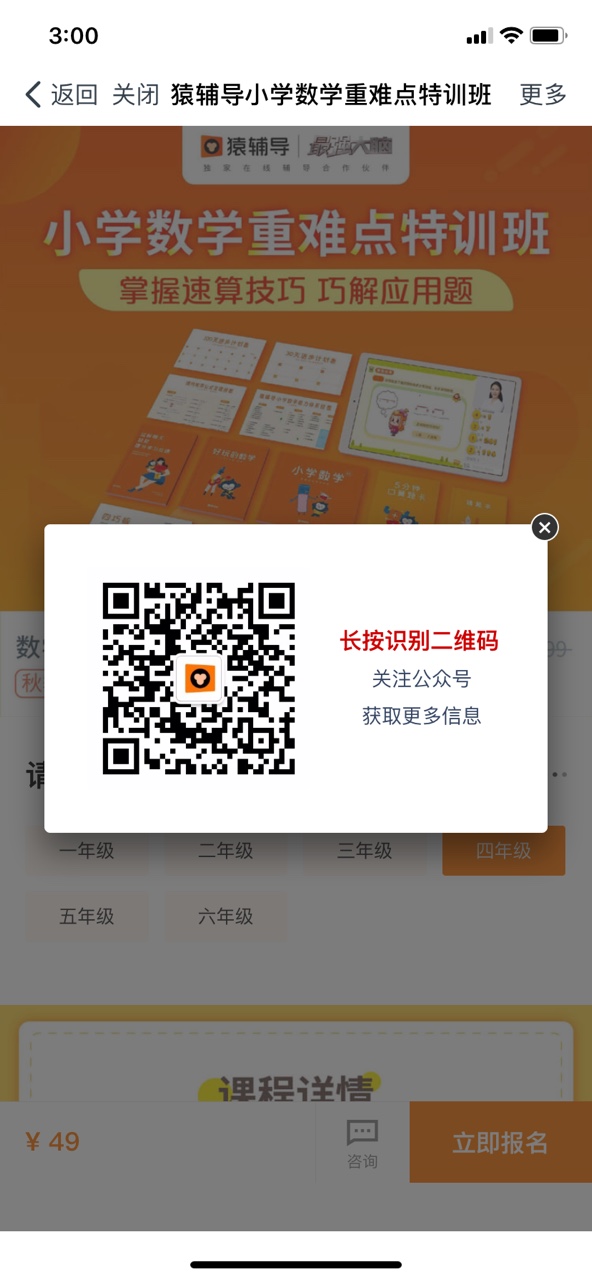 3:00
返回 关闭 猿辅导小学数学重难点特训班 更多
猿辅导 最强大脑
独家在线辅导合作伙伴
小学数学重难点特训班
掌握速算技巧 巧解应用题
好玩的数学
小学数学
5分钟
长按识别二维码
关注公众号
获取更多信息
数
秋
请
一年级 二年级 三年级 四年级
五年级 六年级
课程详情
¥ 49 咨询 立即报名